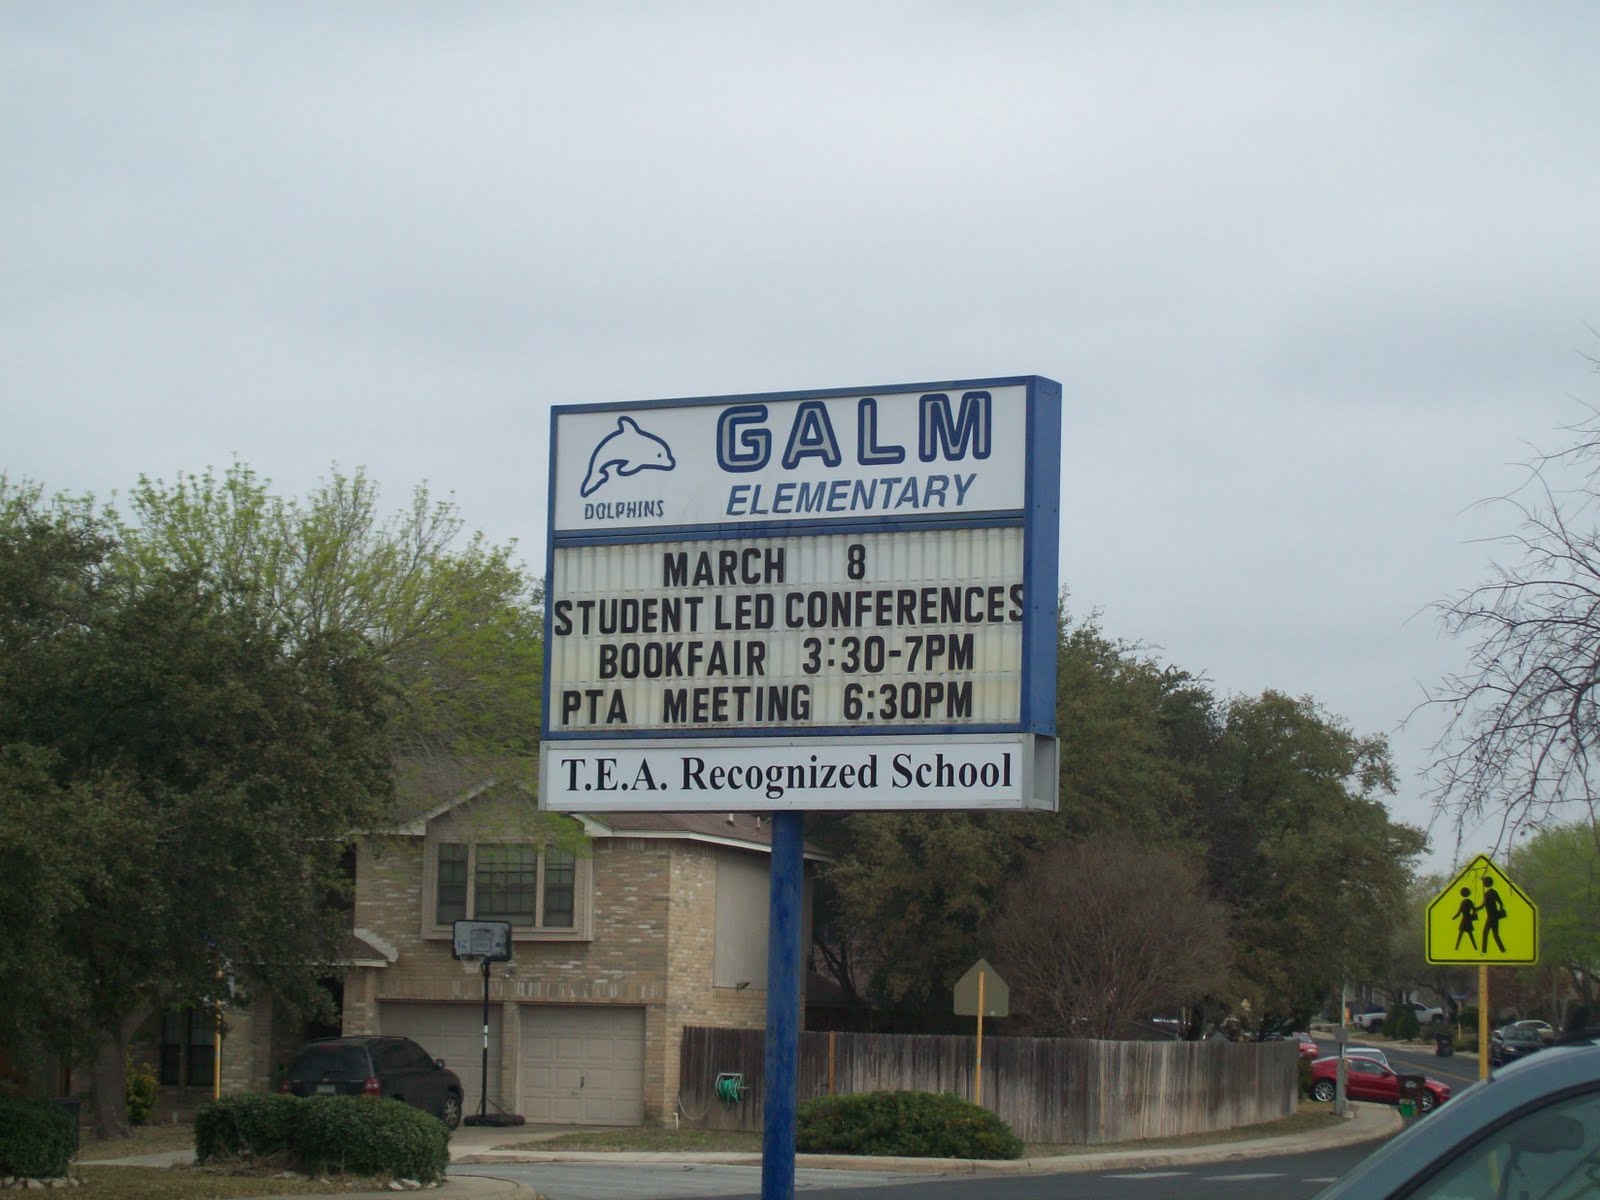 GALM
ELEMENTARY
DOLPHINS
MARCH 8
STUDENT LED CONFERENCES
BOOKFAIR 3:30-7PM
PTA MEETING 6:30PM
T.E.A. Recognized School